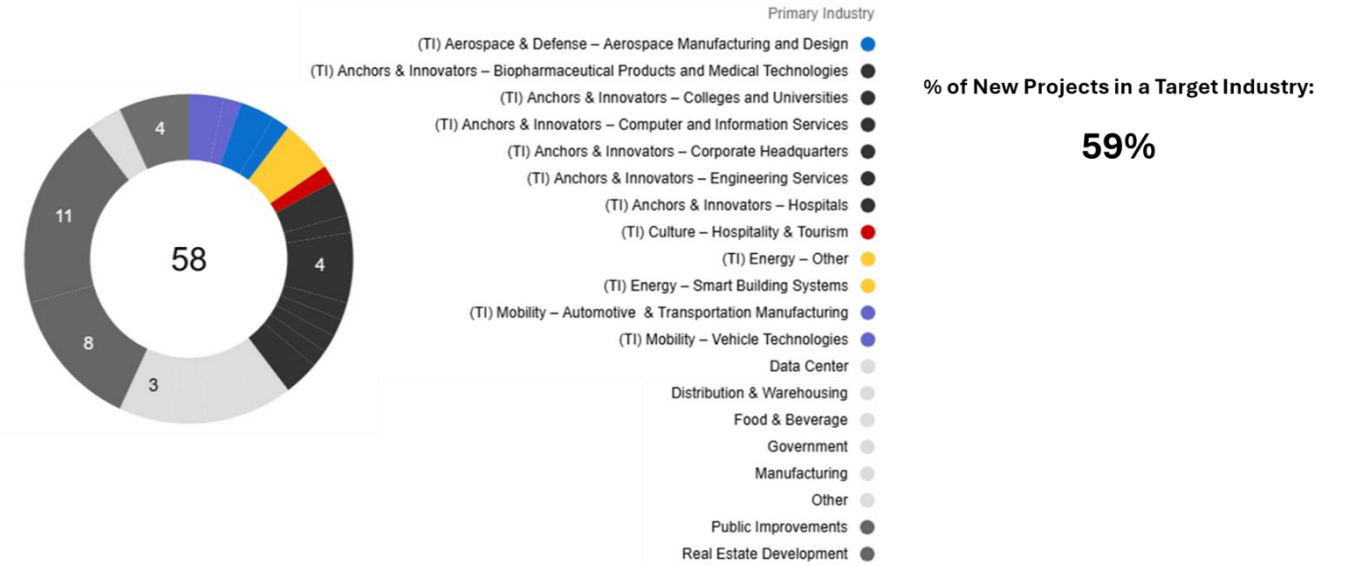 Primary Industry
(TI) Aerospace & Defense – Aerospace Manufacturing and Design
(TI) Anchors & Innovators – Biopharmaceutical Products and Medical Technologies
(TI) Anchors & Innovators – Colleges and Universities
(TI) Anchors & Innovators – Computer and Information Services
(TI) Anchors & Innovators – Corporate Headquarters
(TI) Anchors & Innovators – Engineering Services
(TI) Anchors & Innovators – Hospitals
(TI) Culture – Hospitality & Tourism
(TI) Energy – Other
(TI) Energy – Smart Building Systems
(TI) Mobility – Automotive & Transportation Manufacturing
(TI) Mobility – Vehicle Technologies
Data Center
Distribution & Warehousing
Food & Beverage
Government
Manufacturing
Other
Public Improvements
Real Estate Development
4
11
58
4
8
3
% of New Projects in a Target Industry:
59%